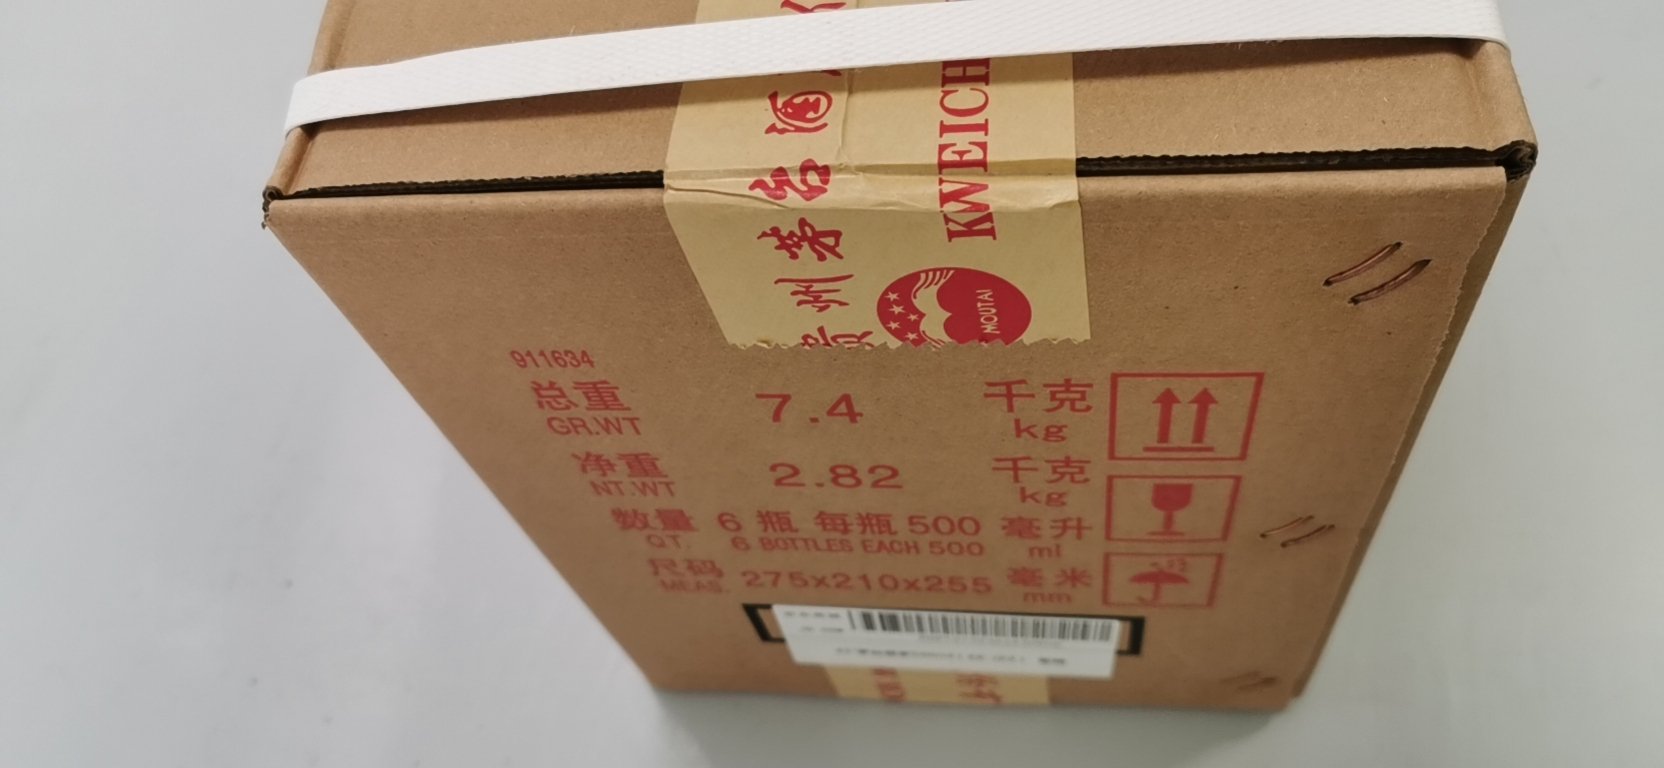 贵州茅台酒
KWEICH
MOUTAI
911634
总重 7.4 千克
GR.WT kg
净重 2.82 千克
NT.WT kg
数量 6 瓶 每瓶 500 毫升
QT. 6 BOTTLES EACH 500 ml
尺码 275x210x255 毫米
MEAS. mm